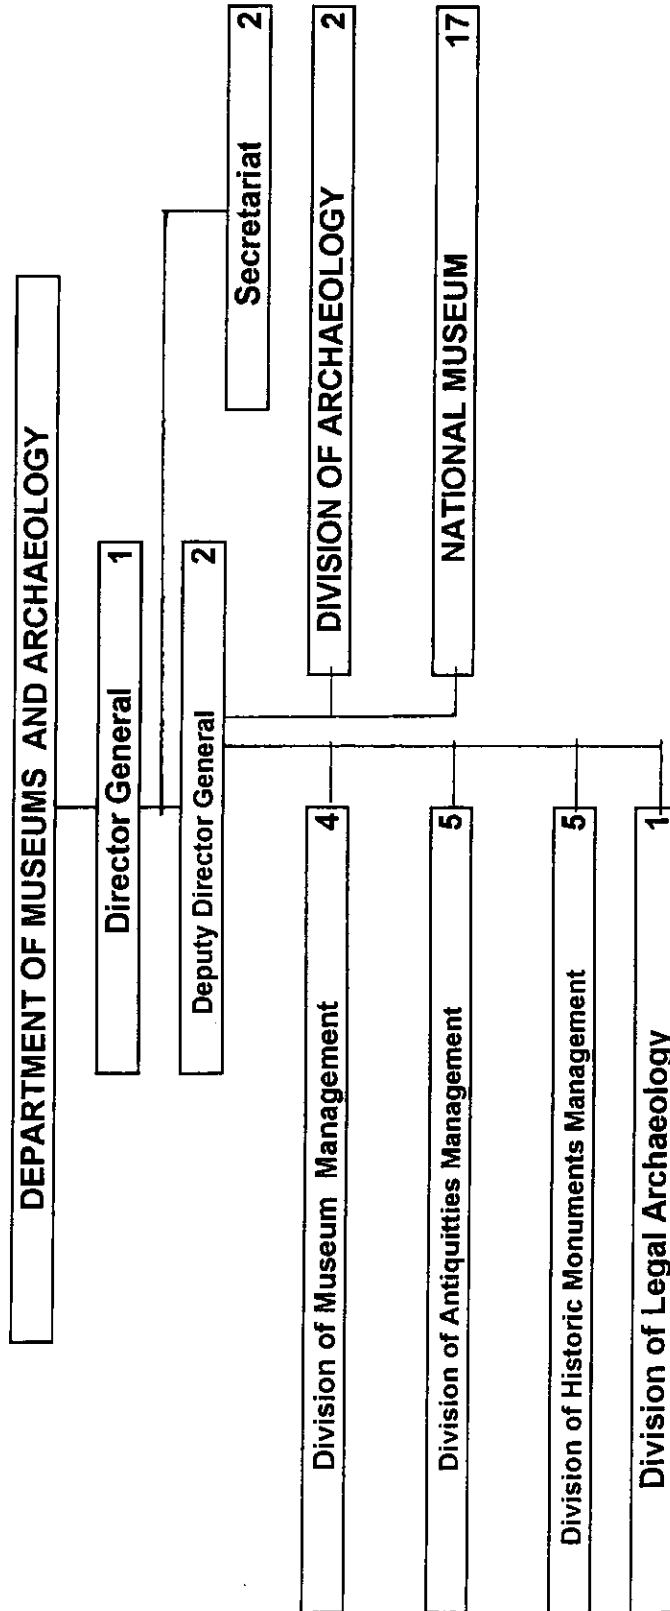 DEPARTMENT OF MUSEUMS AND ARCHAEOLOGY
Director General 1
Deputy Director General 2
Secretariat 2
Division of Museum Management 4
DIVISION OF ARCHAEOLOGY 2
Division of Antiquitties Management 5
NATIONAL MUSEUM 17
Division of Historic Monuments Management 5
Division of Legal Archaeology 1